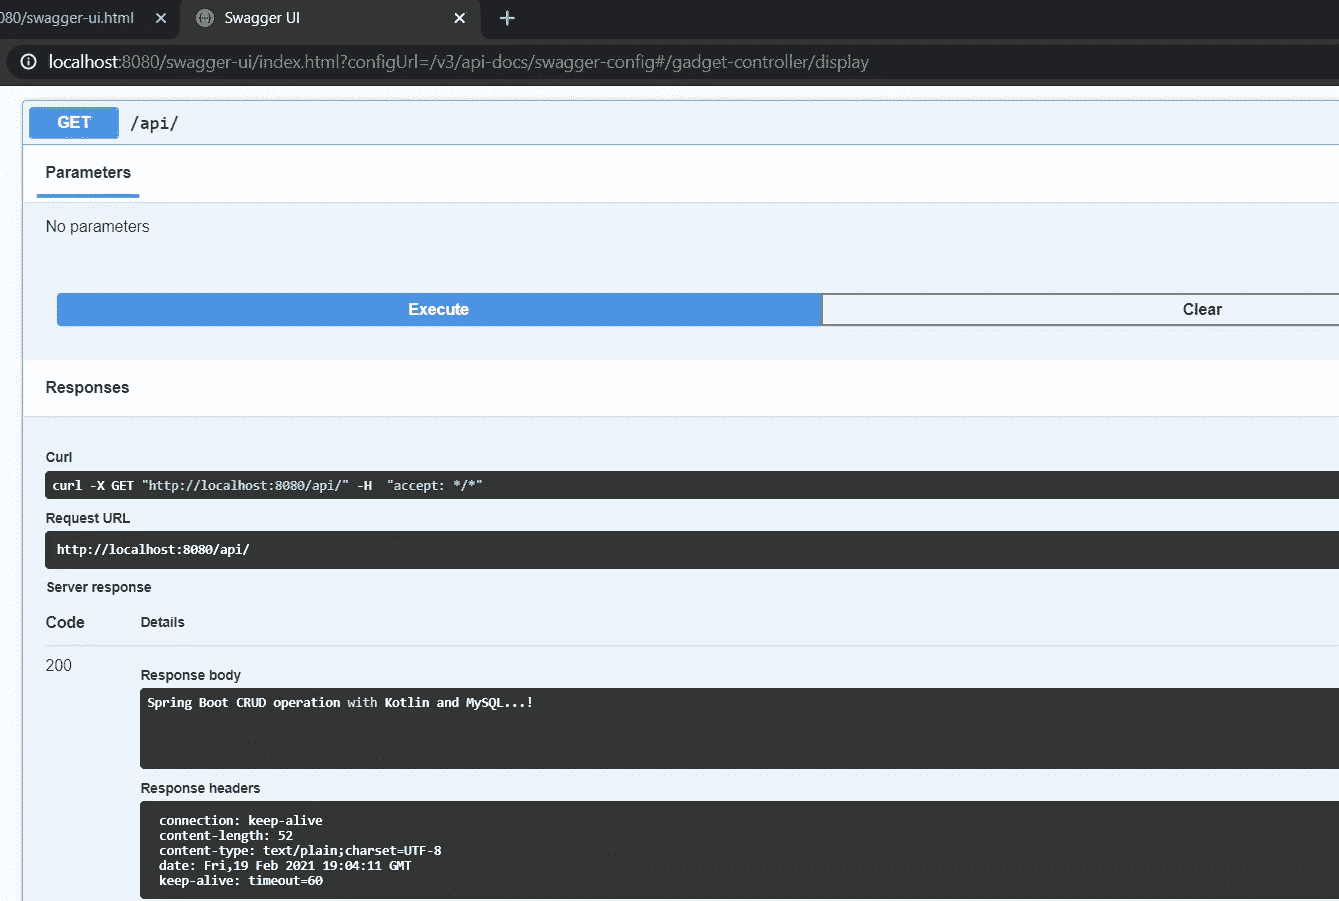 080/swagger-ui.html
Swagger UI
localhost:8080/swagger-ui/index.html?configUrl=/v3/api-docs/swagger-config#/gadget-controller/display
GET /api/
Parameters
No parameters
Execute Clear
Responses
Curl
curl -X GET "http://localhost:8080/api/" -H  "accept: */*"
Request URL
http://localhost:8080/api/
Server response
Code Details
200
Response body
Spring Boot CRUD operation with Kotlin and MySQL...!
Response headers
connection: keep-alive
content-length: 52
content-type: text/plain;charset=UTF-8
date: Fri,19 Feb 2021 19:04:11 GMT
keep-alive: timeout=60